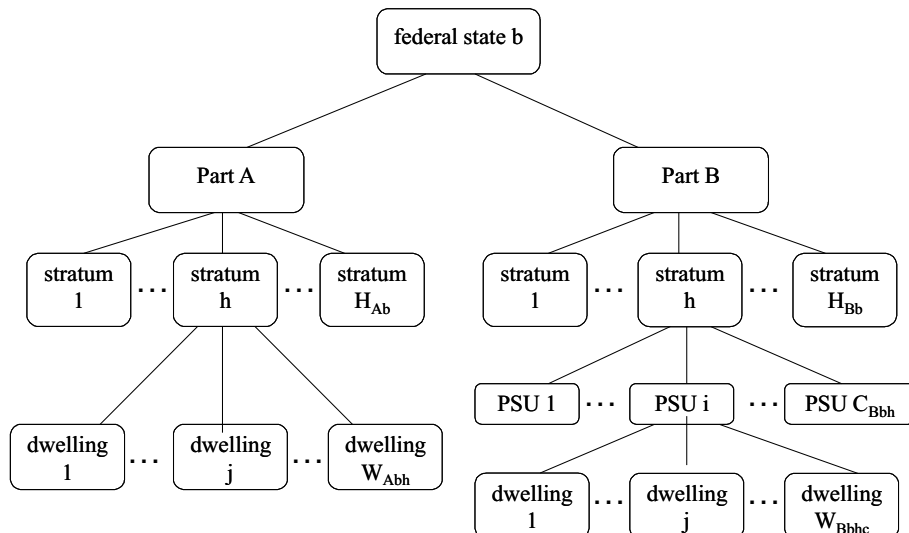 federal state b
Part A
Part B
stratum
1
...
stratum
h
...
stratum
H_Ab
stratum
1
...
stratum
h
...
stratum
H_Bb
PSU 1
...
PSU i
...
PSU C_Bbh
dwelling
1
...
dwelling
j
...
dwelling
W_Abh
dwelling
1
...
dwelling
j
...
dwelling
W_Bbhc